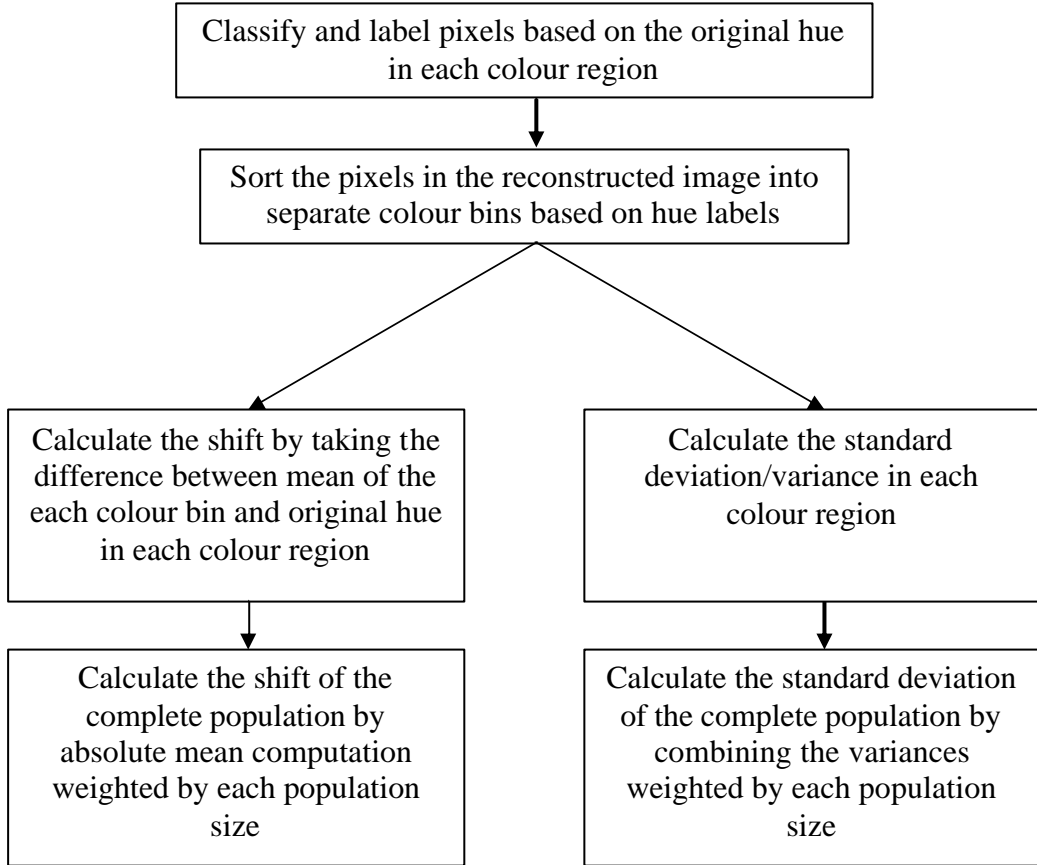 Classify and label pixels based on the original hue
in each colour region
Sort the pixels in the reconstructed image into
separate colour bins based on hue labels
Calculate the shift by taking the
difference between mean of the
each colour bin and original hue
in each colour region
Calculate the standard
deviation/variance in each
colour region
Calculate the shift of the
complete population by
absolute mean computation
weighted by each population
size
Calculate the standard deviation
of the complete population by
combining the variances
weighted by each population
size